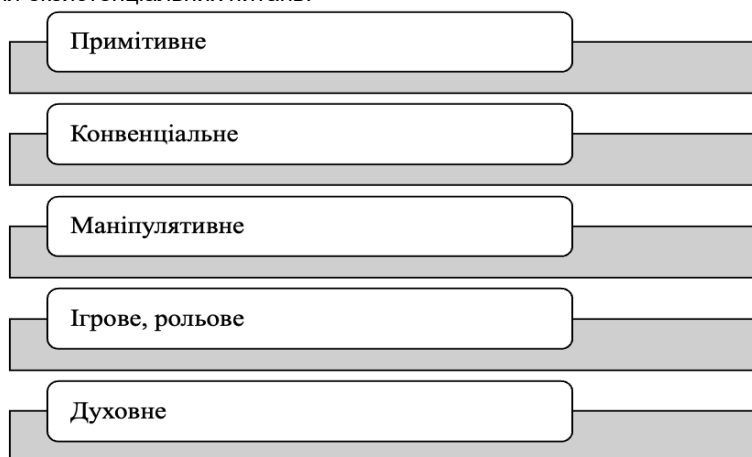 Примітивне
Конвенціальне
Маніпулятивне
Ігрове, рольове
Духовне